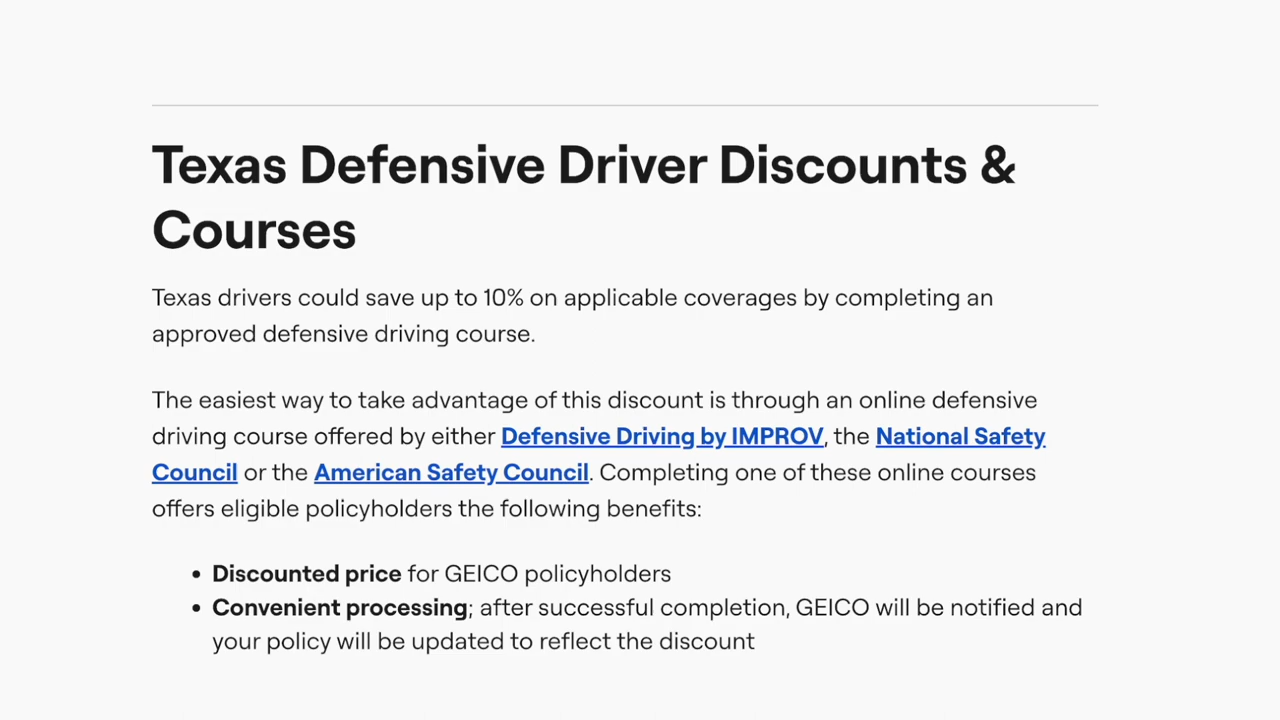 Texas Defensive Driver Discounts &
Courses
Texas drivers could save up to 10% on applicable coverages by completing an
approved defensive driving course.
The easiest way to take advantage of this discount is through an online defensive
driving course offered by either Defensive Driving by IMPROV, the National Safety
Council or the American Safety Council. Completing one of these online courses
offers eligible policyholders the following benefits:
• Discounted price for GEICO policyholders
• Convenient processing; after successful completion, GEICO will be notified and
your policy will be updated to reflect the discount